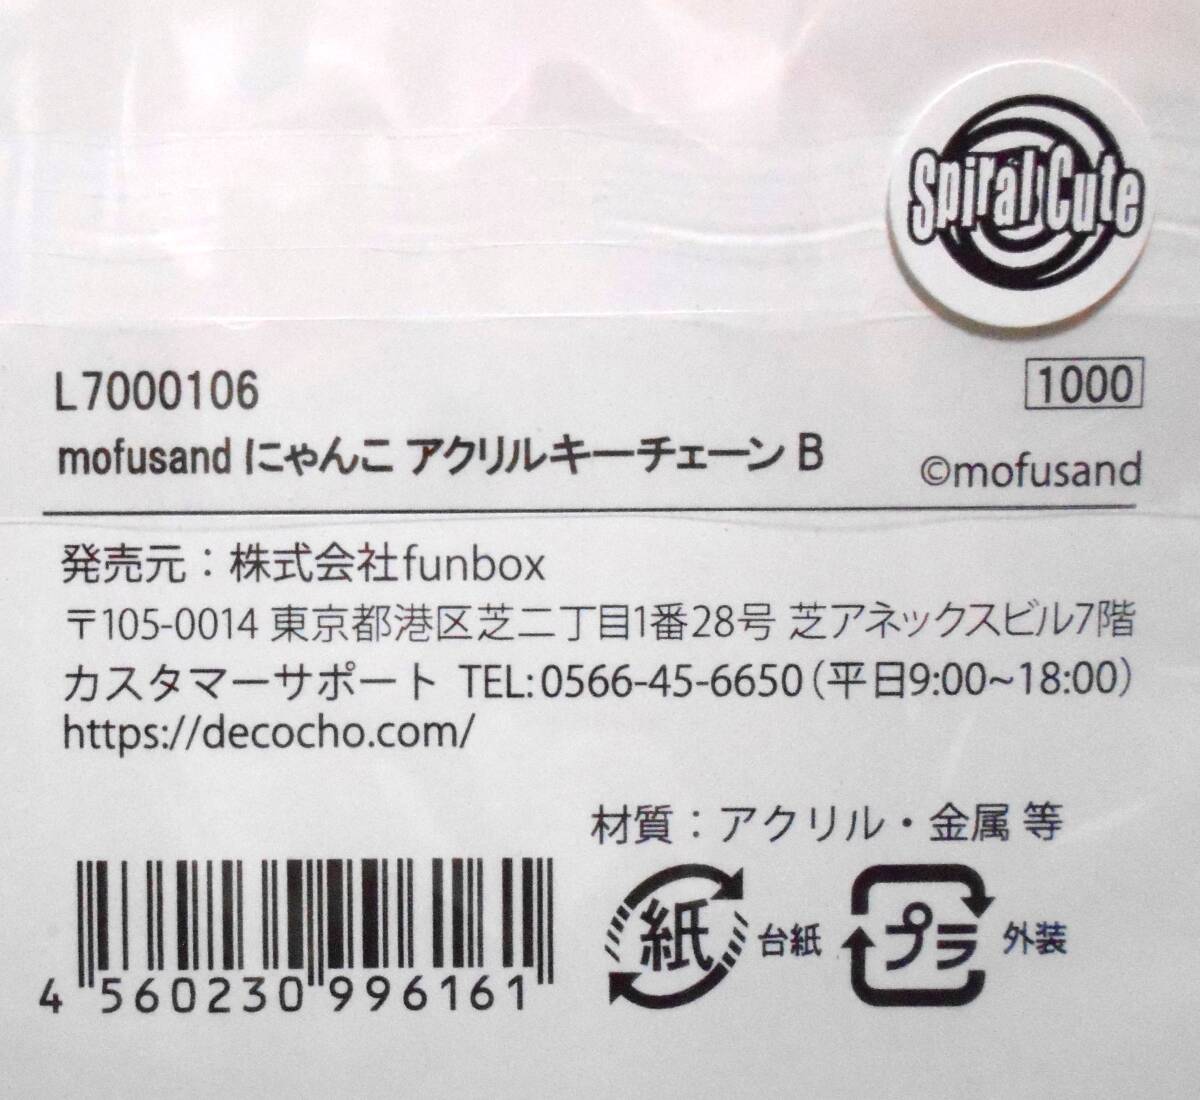 Spiral Cute
L7000106
1000
mofusand にゃんこ アクリルキーチェーン B
©mofusand
発売元：株式会社funbox
〒105-0014 東京都港区芝二丁目1番28号 芝アネックスビル7階
カスタマーサポート TEL:0566-45-6650（平日9:00~18:00）
https://decocho.com/
材質：アクリル・金属 等
紙 台紙
プラ 外装
4 560230 996161